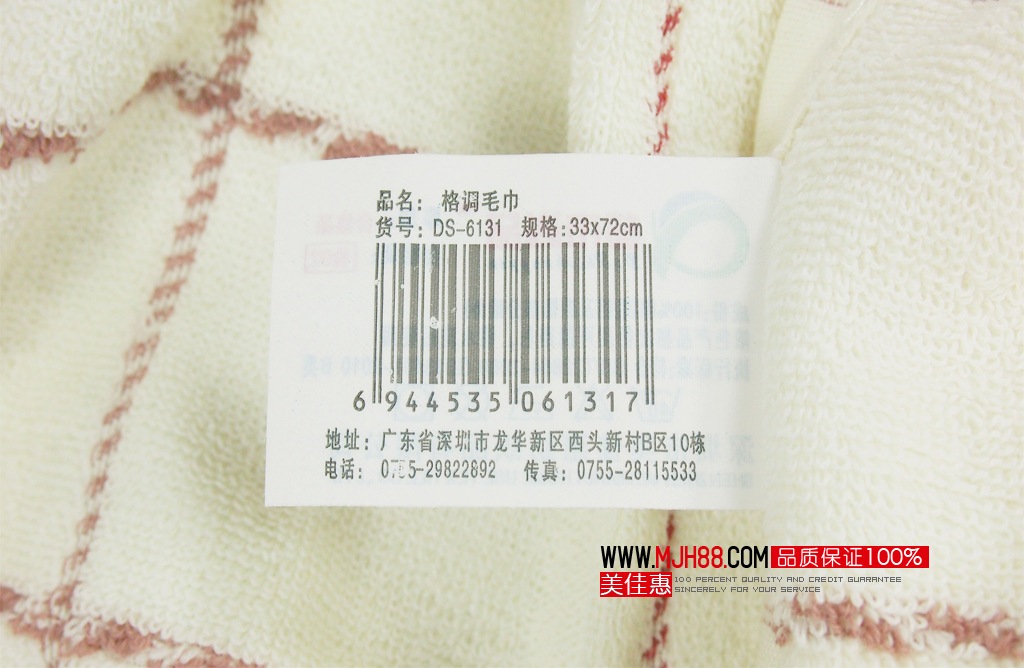 品名: 格调毛巾
货号: DS-6131 规格:33x72cm
6 944535 061317
地址: 广东省深圳市龙华新区西头新村B区10栋
电话: 0755-29822892 传真: 0755-28115533
WWW.MJH88.COM 品质保证100%
美佳惠 100 PERCENT QUALITY AND CREDIT GUARANTEE
SINCERELY FOR YOUR SERVICE